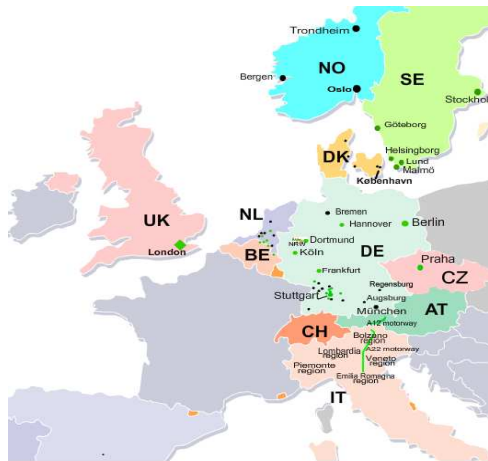 Trondheim
NO
Bergen
Oslo
SE
Stockhol
Göteborg
Helsingborg
DK
Lund
Malmö
København
NL
Bremen
UK
Hannover
Berlin
Dortmund
NRW
London
BE
Köln
DE
Praha
Frankfurt
CZ
Regensburg
Stuttgart
Augsburg
München
AT
A12 motorway
CH
Bolzano
region
Lombardia
region
A22 motorway
Veneto
region
Piemonte
region
Emilia Romagna
region
IT